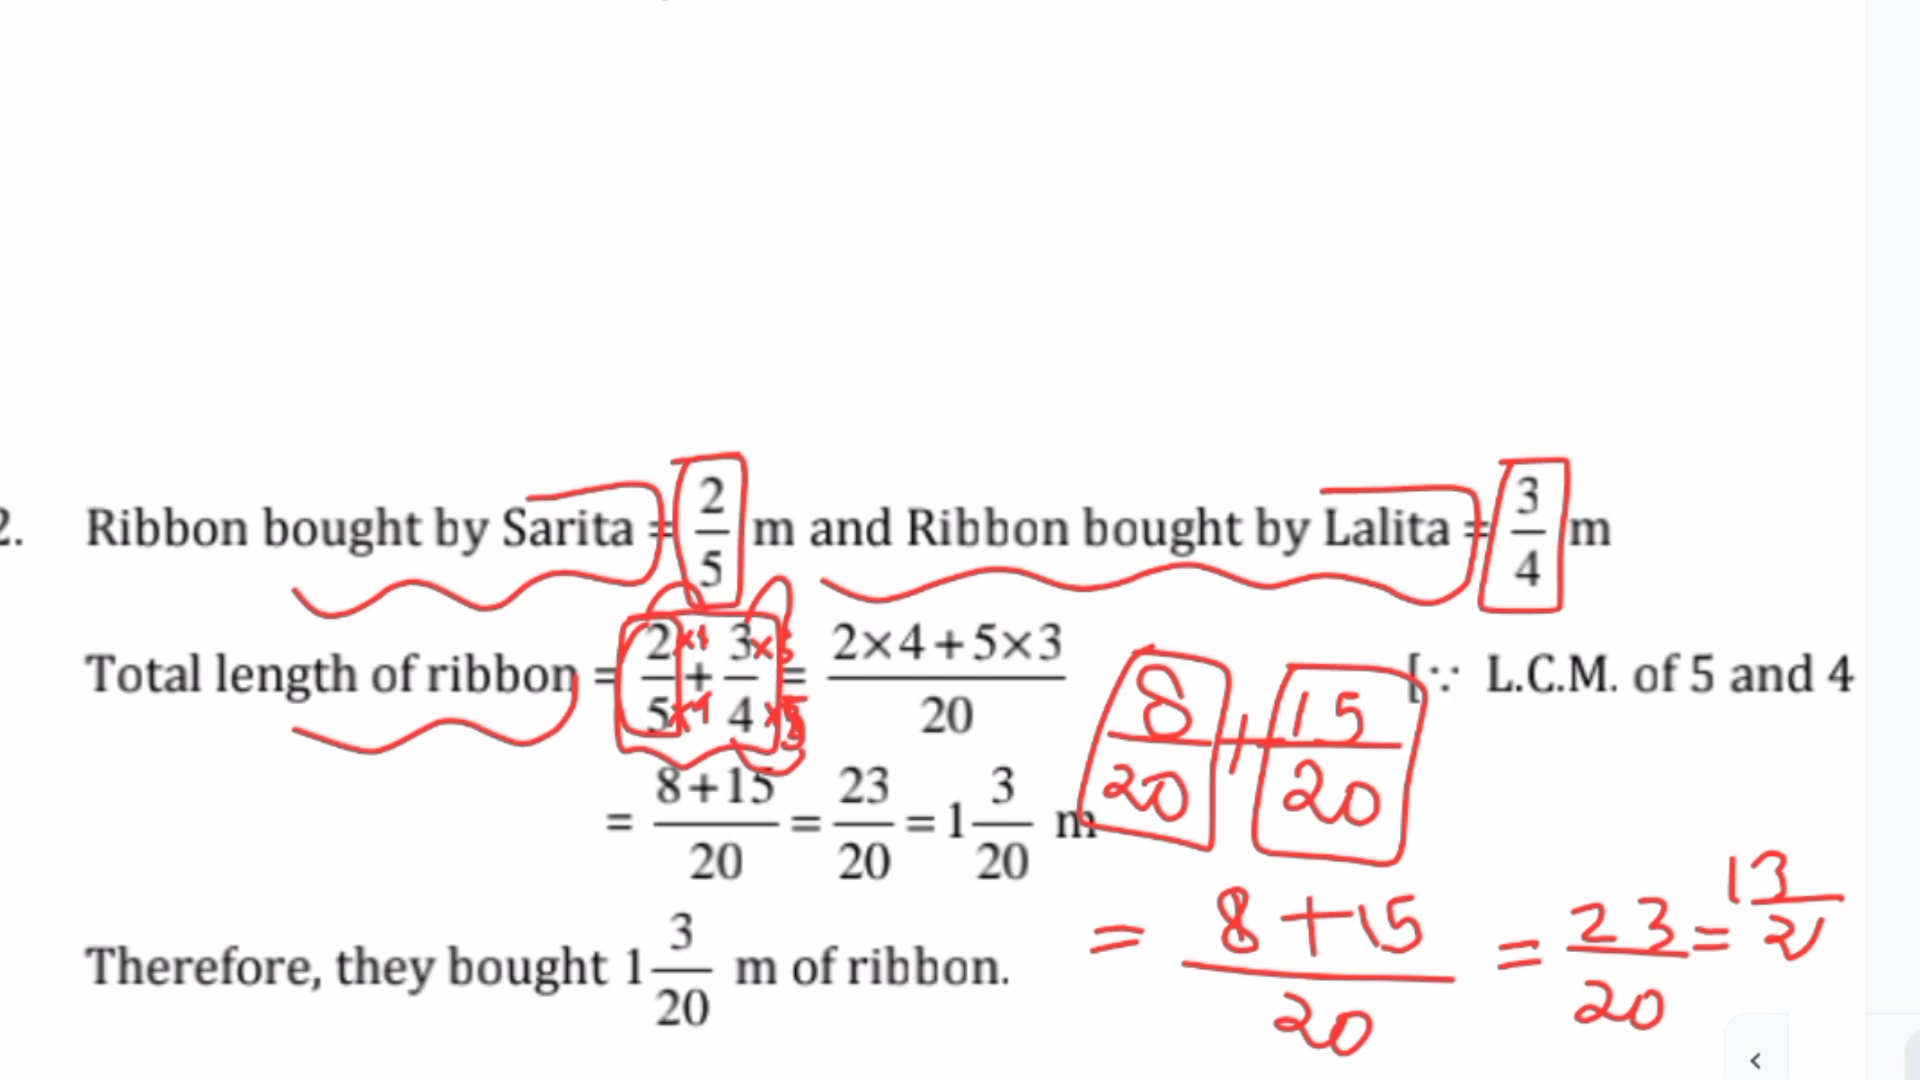 2. Ribbon bought by Sarita = 2/5 m and Ribbon bought by Lalita = 3/4 m
Total length of ribbon = 2/5 + 3/4 = 2×4+5×3/20 [∵ L.C.M. of 5 and 4
= 8+15/20 = 23/20 = 1 3/20 m
Therefore, they bought 1 3/20 m of ribbon.
8/20 + 15/20
= 8+15/20 = 23/20 = 1 3/2